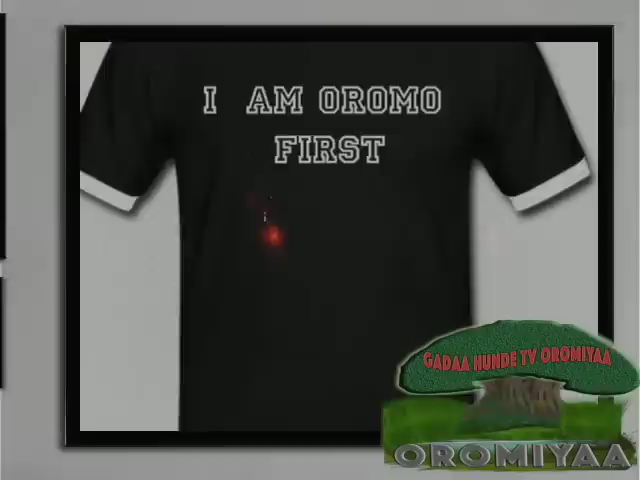 I AM OROMO
FIRST
GADAA HUNDE TV OROMIYAA
OROMIYAA